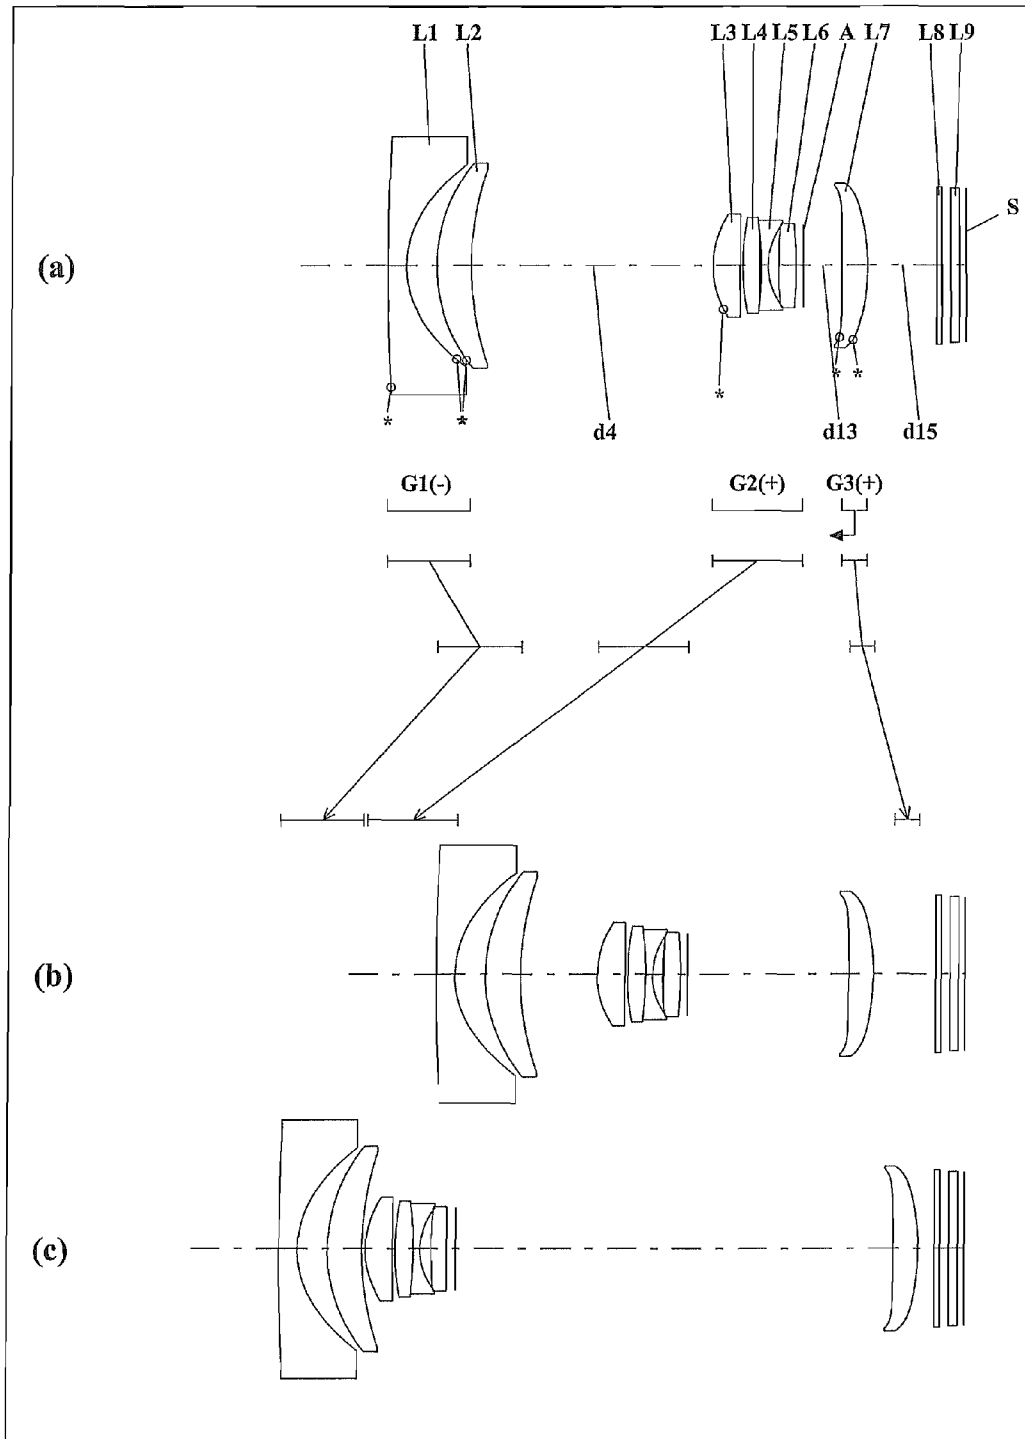 L1 L2 L3 L4 L5 L6 A L7 L8 L9
S
(a)
* * * * *
d4 d13 d15
G1(-) G2(+) G3(+)
(b)
(c)